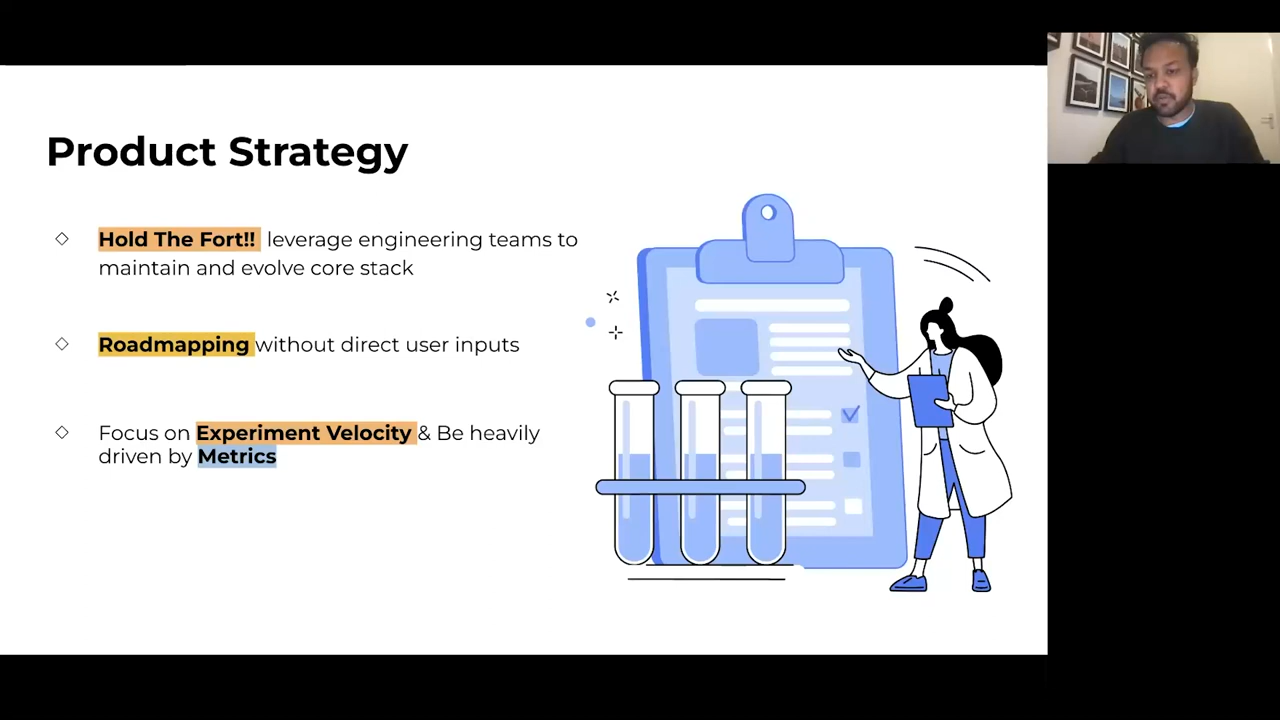 Product Strategy
◇ Hold The Fort!! leverage engineering teams to
maintain and evolve core stack
◇ Roadmapping without direct user inputs
◇ Focus on Experiment Velocity & Be heavily
driven by Metrics